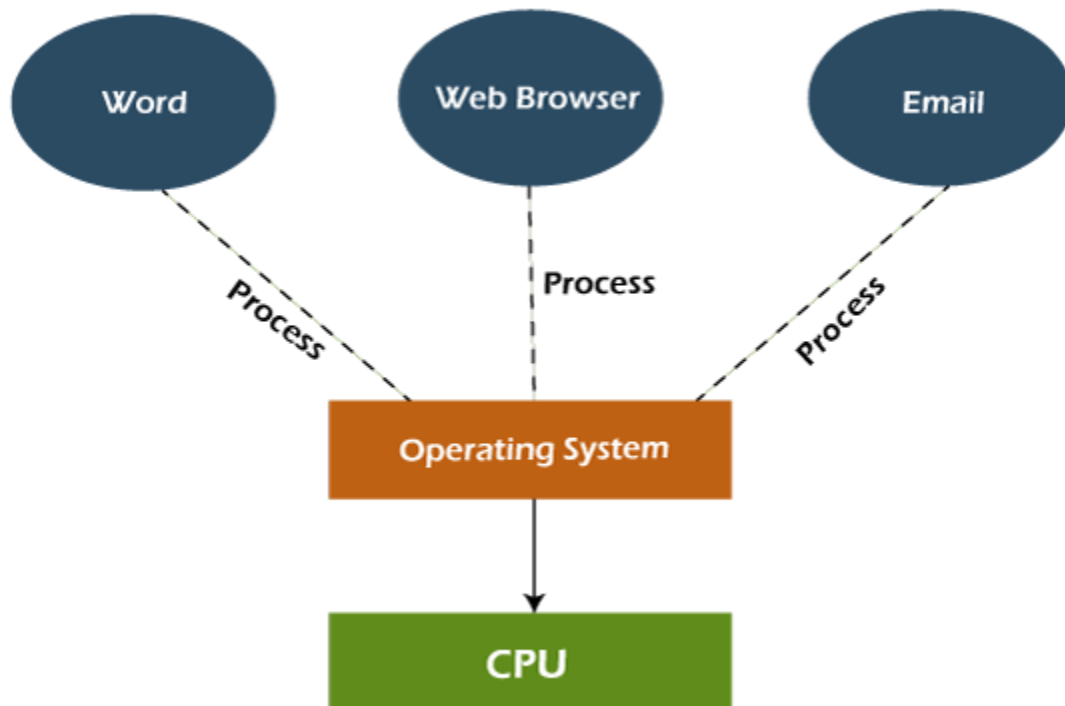 Word
Web Browser
Email
Process
Process
Process
Operating System
CPU